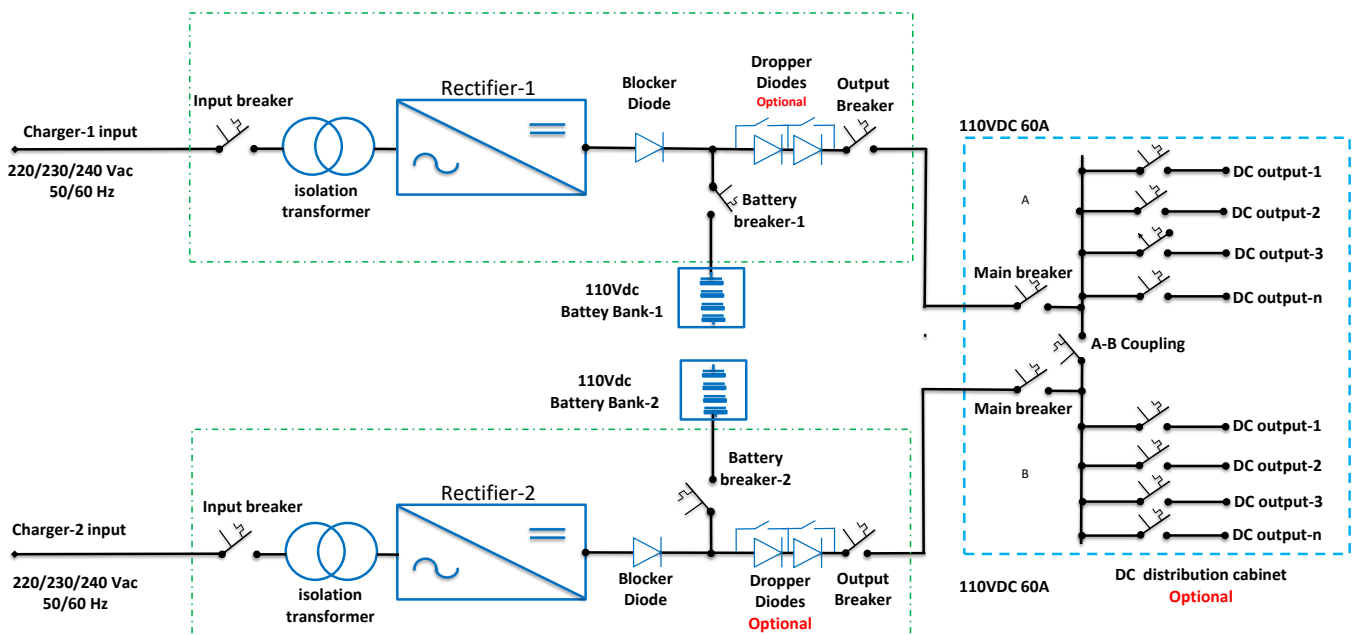 Rectifier-1
Blocker
Diode
Dropper
Diodes
Optional
Output
Breaker
Input breaker
Charger-1 input
220/230/240 Vac
50/60 Hz
isolation
transformer
Battery
breaker-1
110Vdc
Battey Bank-1
110VDC 60A
A
DC output-1
DC output-2
DC output-3
DC output-n
Main breaker
A-B Coupling
110Vdc
Battery Bank-2
Main breaker
B
DC output-1
DC output-2
DC output-3
DC output-n
Battery
breaker-2
Rectifier-2
Input breaker
Charger-2 input
220/230/240 Vac
50/60 Hz
isolation
transformer
Blocker
Diode
Dropper
Diodes
Optional
Output
Breaker
110VDC 60A
DC distribution cabinet
Optional